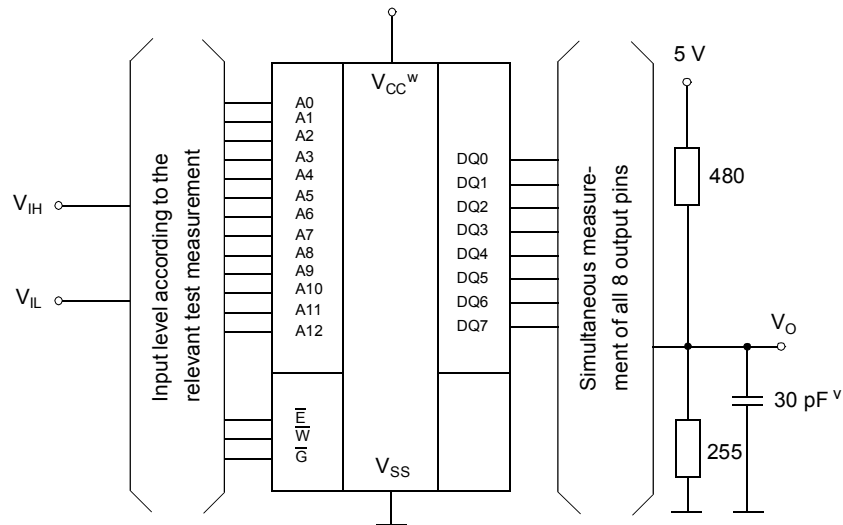 V_IH
V_IL
Input level according to the
relevant test measurement
V_CC^w
A0
A1
A2
A3
A4
A5
A6
A7
A8
A9
A10
A11
A12
E̅
W̅
G̅
V_SS
DQ0
DQ1
DQ2
DQ3
DQ4
DQ5
DQ6
DQ7
Simultaneous measure-
ment of all 8 output pins
5 V
480
V_O
30 pF^v
255